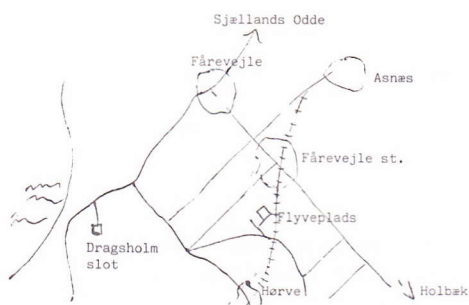 Sjællands Odde
Fårevejle
Asnæs
Fårevejle st.
Flyveplads
Dragsholm
slot
Hørve
Holbæk